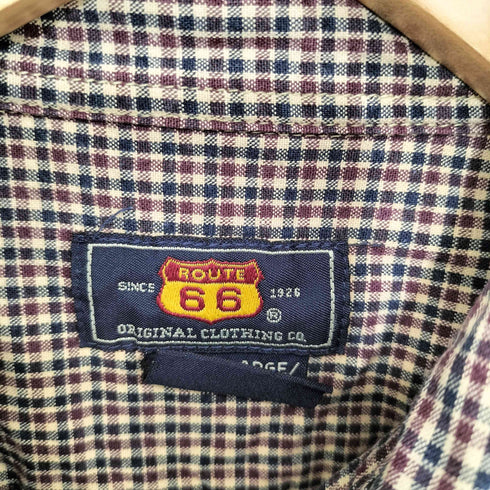 ROUTE
SINCE 66 1926
®
ORIGINAL CLOTHING CO.